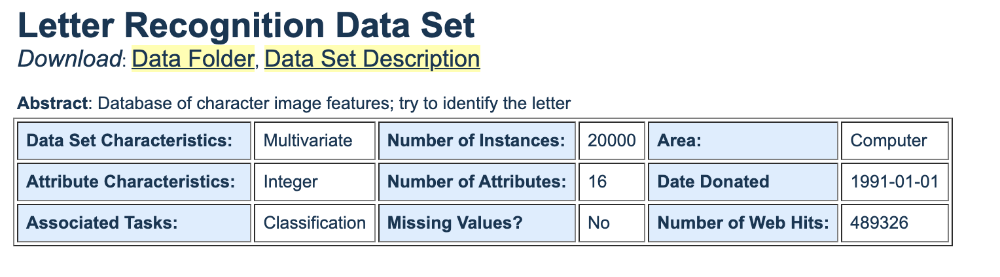 Letter Recognition Data Set
Download: Data Folder, Data Set Description
Abstract: Database of character image features; try to identify the letter
Data Set Characteristics: Multivariate Number of Instances: 20000 Area: Computer
Attribute Characteristics: Integer Number of Attributes: 16 Date Donated 1991-01-01
Associated Tasks: Classification Missing Values? No Number of Web Hits: 489326